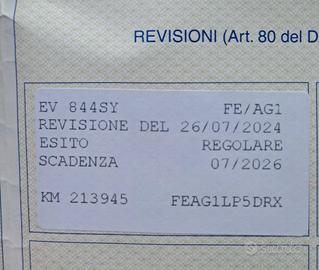 REVISIONI (Art. 80 del D
EV 844SY FE/AG1
REVISIONE DEL 26/07/2024
ESITO REGOLARE
SCADENZA 07/2026
KM 213945 FEAG1LP5DRX